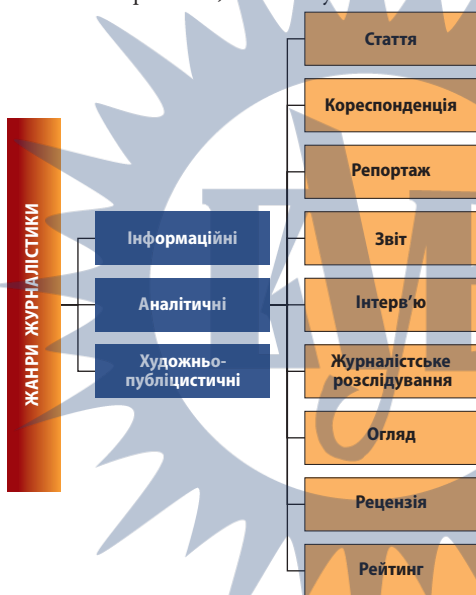 ЖАНРИ ЖУРНАЛІСТИКИ
Інформаційні
Аналітичні
Художньо-
публіцистичні
Стаття
Кореспонденція
Репортаж
Звіт
Інтерв’ю
Журналістське
розслідування
Огляд
Рецензія
Рейтинг